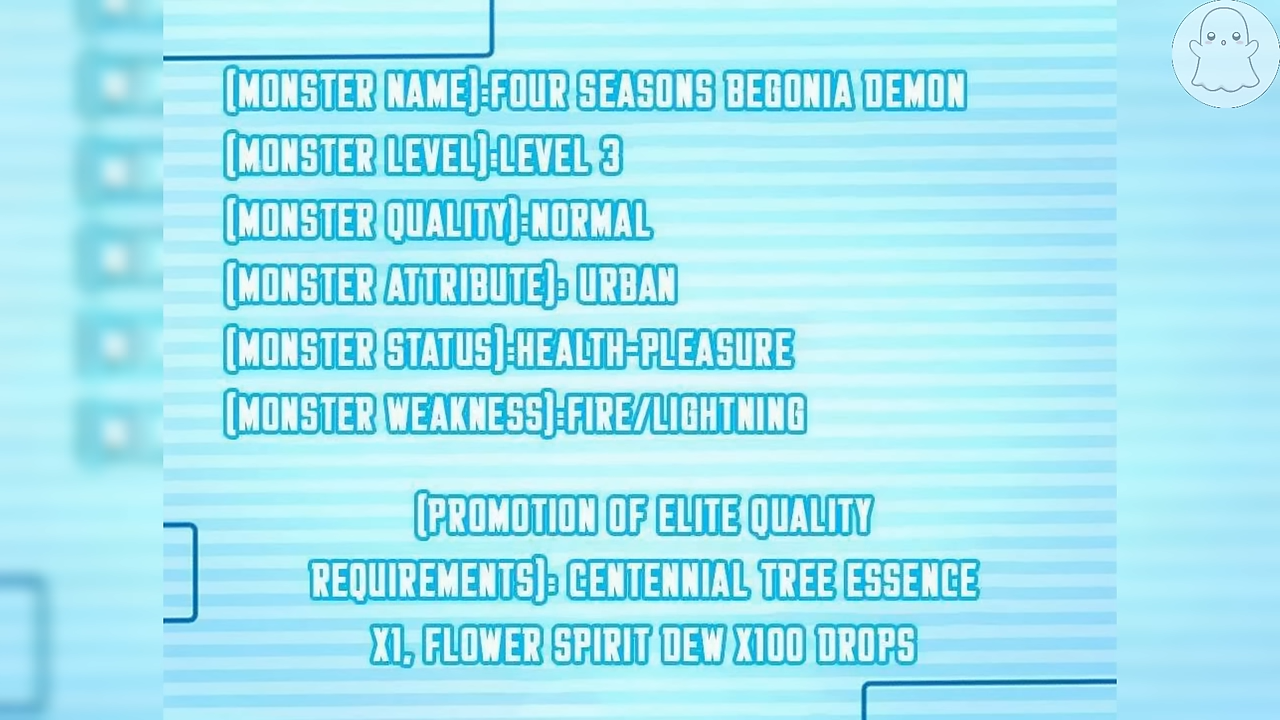 [MONSTER NAME]:FOUR SEASONS BEGONIA DEMON
[MONSTER LEVEL]:LEVEL 3
[MONSTER QUALITY]:NORMAL
[MONSTER ATTRIBUTE]: URBAN
[MONSTER STATUS]:HEALTH-PLEASURE
[MONSTER WEAKNESS]:FIRE/LIGHTNING
[PROMOTION OF ELITE QUALITY
REQUIREMENTS]: CENTENNIAL TREE ESSENCE
X1, FLOWER SPIRIT DEW X100 DROPS